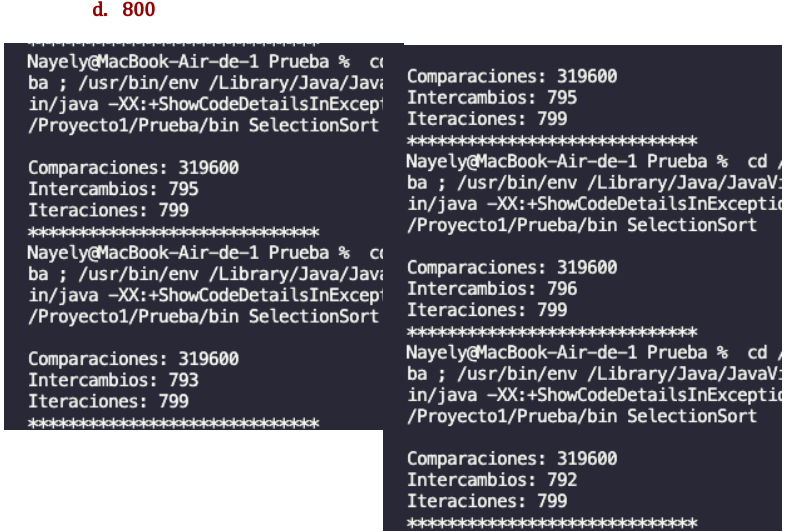 d. 800
******************************
Nayely@MacBook-Air-de-1 Prueba %
ba ; /usr/bin/env /Library/Java/Java
in/java -XX:+ShowCodeDetailsInExcept
/Proyecto1/Prueba/bin SelectionSort
Comparaciones: 319600
Intercambios: 795
Iteraciones: 799
******************************
Nayely@MacBook-Air-de-1 Prueba %
ba ; /usr/bin/env /Library/Java/Java
in/java -XX:+ShowCodeDetailsInExcept
/Proyecto1/Prueba/bin SelectionSort
Comparaciones: 319600
Intercambios: 793
Iteraciones: 799
******************************
Comparaciones: 319600
Intercambios: 795
Iteraciones: 799
******************************
Nayely@MacBook-Air-de-1 Prueba % cd /
ba ; /usr/bin/env /Library/Java/JavaVi
in/java -XX:+ShowCodeDetailsInExceptio
/Proyecto1/Prueba/bin SelectionSort
Comparaciones: 319600
Intercambios: 796
Iteraciones: 799
******************************
Nayely@MacBook-Air-de-1 Prueba % cd /
ba ; /usr/bin/env /Library/Java/JavaVi
in/java -XX:+ShowCodeDetailsInExceptio
/Proyecto1/Prueba/bin SelectionSort
Comparaciones: 319600
Intercambios: 792
Iteraciones: 799
******************************